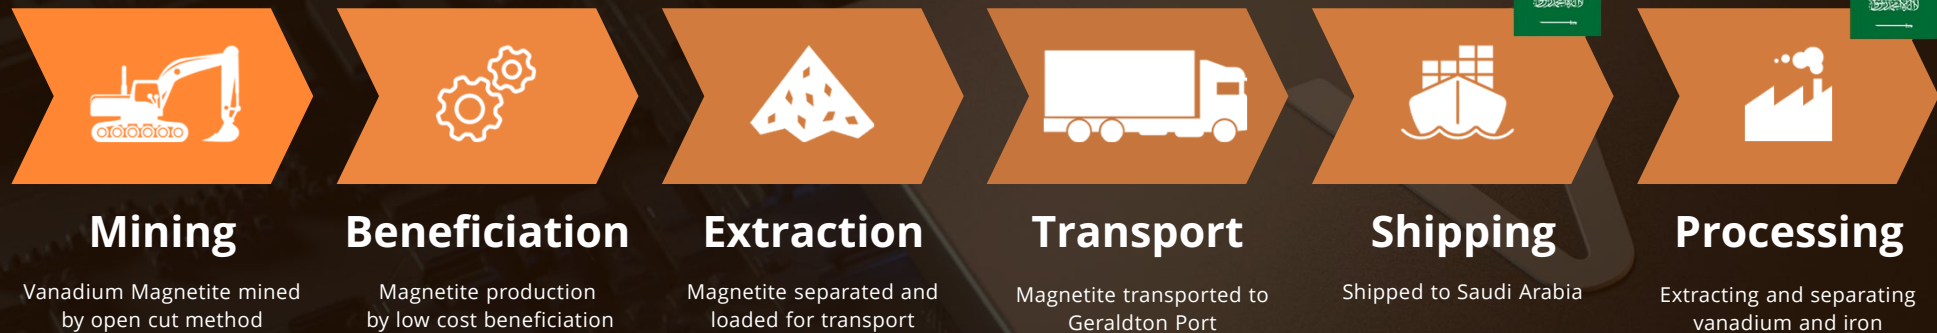 Mining
Vanadium Magnetite mined
by open cut method
Beneficiation
Magnetite production
by low cost beneficiation
Extraction
Magnetite separated and
loaded for transport
Transport
Magnetite transported to
Geraldton Port
Shipping
Shipped to Saudi Arabia
Processing
Extracting and separating
vanadium and iron